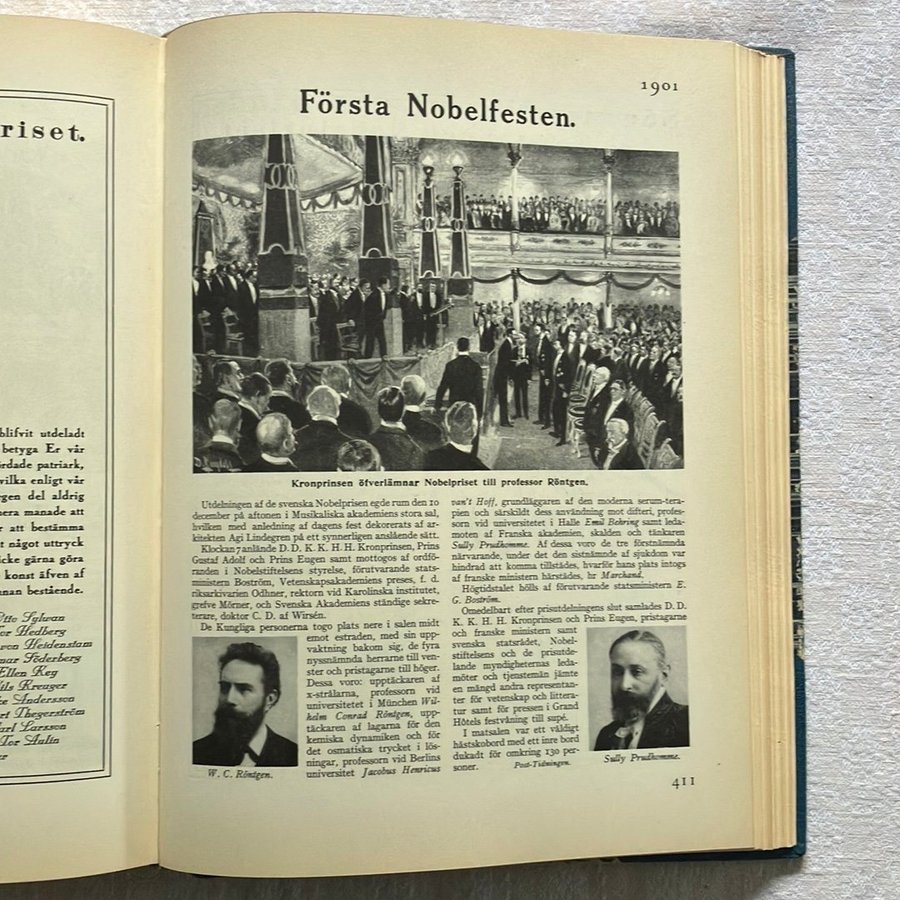 riset.
blifvit utdeladt
betyga Er vår
ördade patriark,
vilka enligt vår
rgen del aldrig
nera manade att
r att bestämma
t något uttryck
icke gärna göra
konst äfven af
nnan bestående.
Otto Sylwan
or Hedberg
von Heidenstam
mar Söderberg
Ellen Key
ils Kreuger
ke Andersson
rt Thegerström
Carl Larsson
Tor Aulin
1901
Första Nobelfesten.
Kronprinsen öfverlämnar Nobelpriset till professor Röntgen.
Utdelningen af de svenska Nobelprisen egde rum den 10
december på aftonen i Musikaliska akademiens stora sal,
hvilken med anledning af dagens fest dekorerats af ar-
kitekten Agi Lindegren på ett synnerligen anslående sätt.
Klockan 7 anlände D. D. K. K. H. H. Kronprinsen, Prins
Gustaf Adolf och Prins Eugen samt mottogos af ordfö-
randen i Nobelstiftelsens styrelse, förutvarande stats-
ministern Boström, Vetenskapsakademiens preses, f. d.
riksarkivarien Odhner, rektorn vid Karolinska institutet,
grefve Mörner, och Svenska Akademiens ständige sekre-
terare, doktor C. D. af Wirsén.
De Kungliga personerna togo plats nere i salen midt
emot estraden, med sin upp-
vaktning bakom sig, de fyra
nyssnämnda herrarne till ven-
ster och pristagarne till höger.
Dessa voro: upptäckaren af
x-strålarna, professorn vid
universitetet i München Wil-
helm Conrad Röntgen, upp-
täckaren af lagarna för den
kemiska dynamiken och för
det osmatiska trycket i lös-
ningar, professorn vid Berlins
universitet Jacobus Henricus
W. C. Röntgen.
van't Hoff, grundläggaren af den moderna serum-tera-
pien och särskildt dess användning mot difteri, profes-
sorn vid universitetet i Halle Emil Behring samt leda-
moten af Franska akademien, skalden och tänkaren
Sully Prudhomme. Af dessa voro de tre förstnämnda
närvarande, under det den sistnämnde af sjukdom var
hindrad att komma tillstädes, hvarför hans plats intogs
af franske ministern härstädes, hr Marchand.
Högtidstalet hölls af förutvarande statsministern E.
G. Boström.
Omedelbart efter prisutdelningens slut samlades D. D.
K. K. H. H. Kronprinsen och Prins Eugen, pristagarne
och franske ministern samt
svenska statsrådet, Nobel-
stiftelsens och de prisutde-
lande myndigheternas leda-
möter och tjenstemän jämte
en mängd andra representan-
ter för vetenskap och littera-
tur samt för pressen i Grand
Hôtels festvåning till supé.
I matsalen var ett väldigt
hästskobord med ett inre bord
dukadt för omkring 130 per-
soner.
Post-Tidningen.
Sully Prudhomme.
411